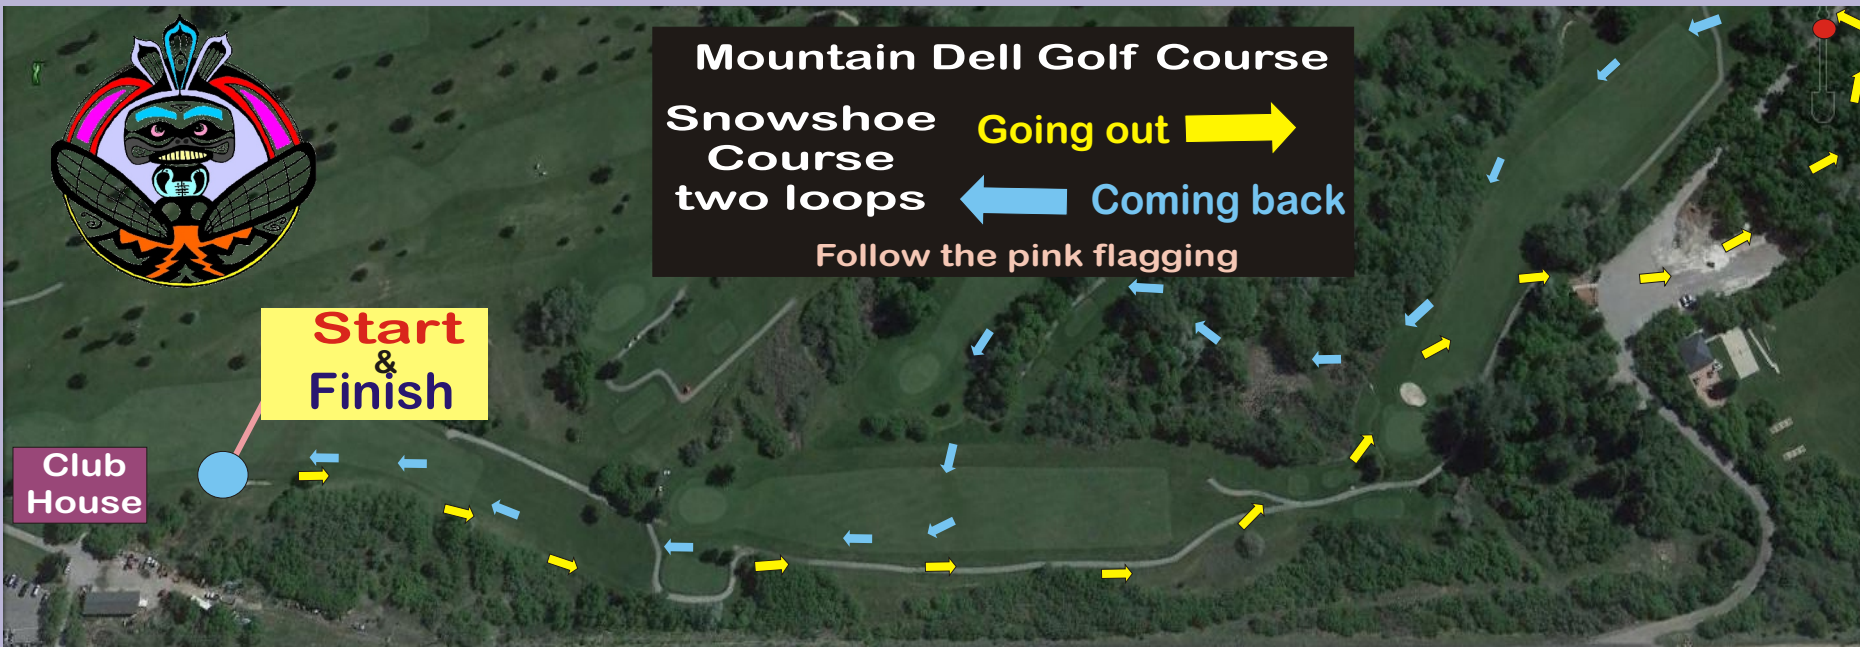 Mountain Dell Golf Course
Snowshoe
Course
two loops
Going out
Coming back
Follow the pink flagging
Start
&
Finish
Club
House